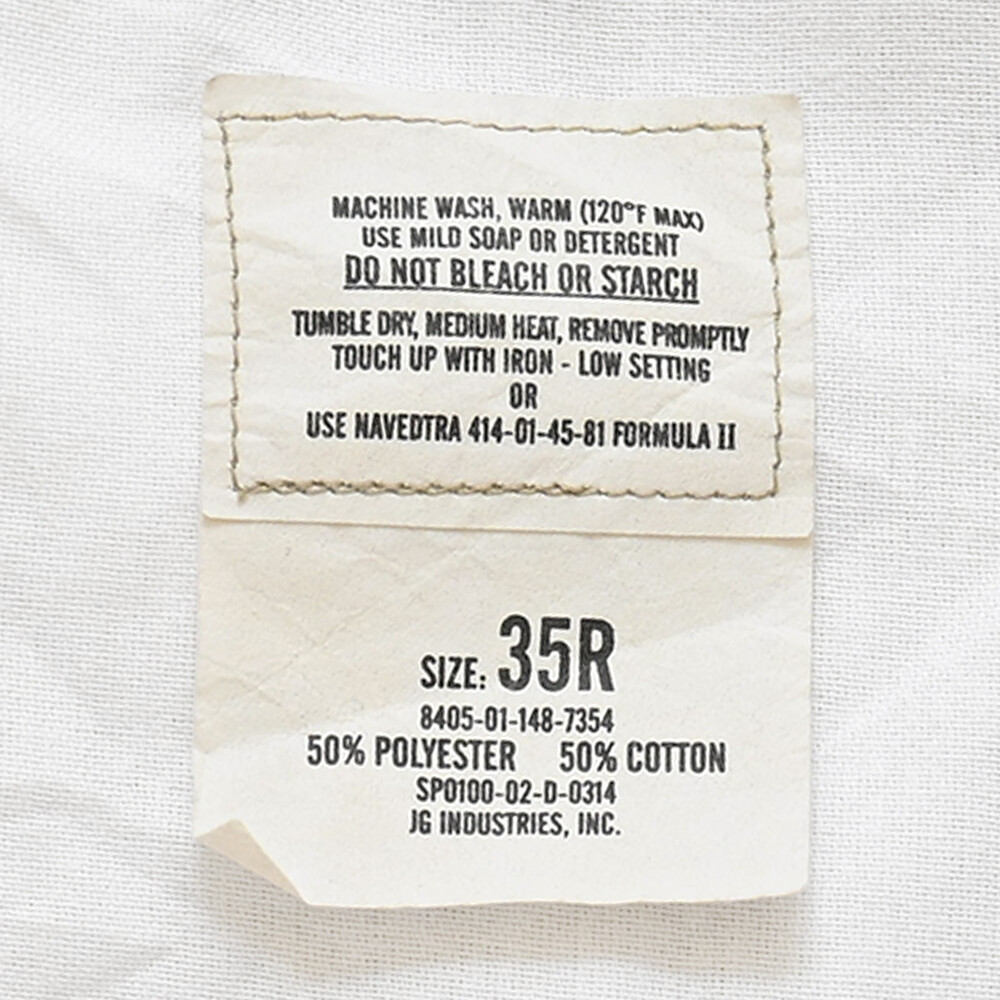 MACHINE WASH, WARM (120°F MAX)
USE MILD SOAP OR DETERGENT
DO NOT BLEACH OR STARCH
TUMBLE DRY, MEDIUM HEAT, REMOVE PROMPTLY
TOUCH UP WITH IRON - LOW SETTING
OR
USE NAVEDTRA 414-01-45-81 FORMULA II
SIZE: 35R
8405-01-148-7354
50% POLYESTER 50% COTTON
SPO100-02-D-0314
JG INDUSTRIES, INC.